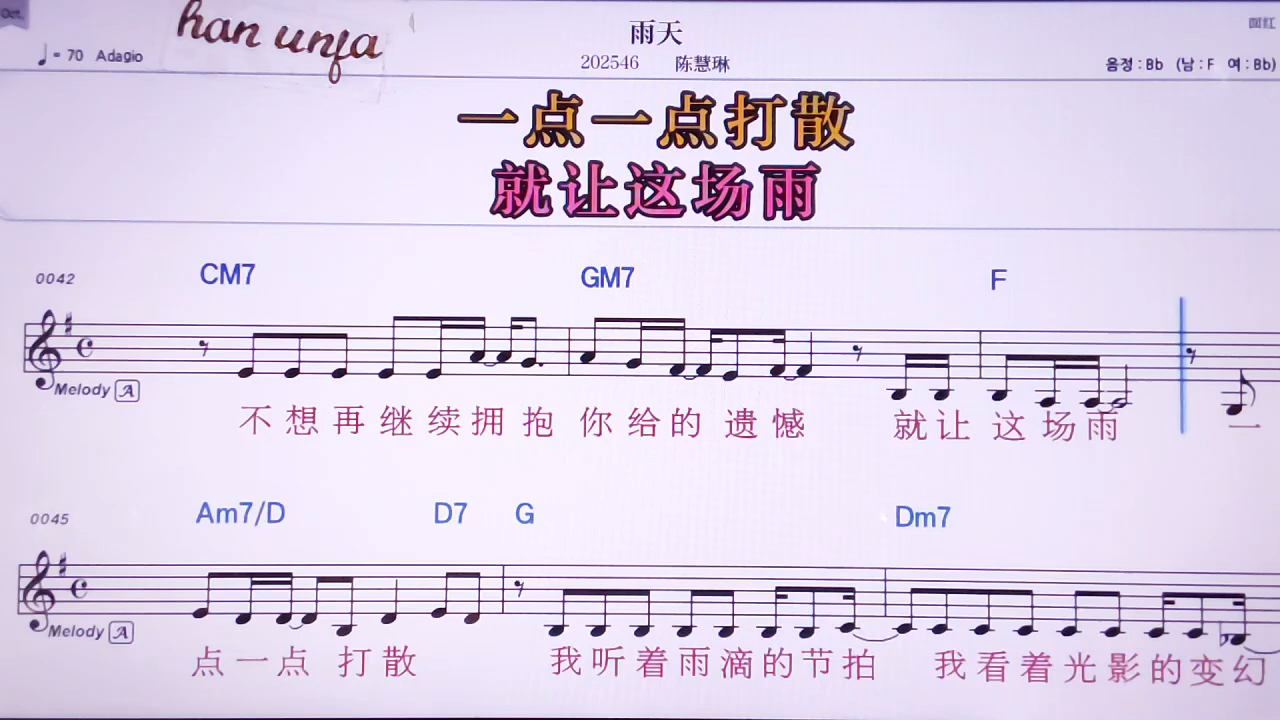 Oct.
han unfa
♩ = 70 Adagio
雨天
202546 陈慧琳
음정 : Bb (남 : F 여 : Bb)
一点一点打散
就让这场雨
0042 CM7 GM7 F
Melody A
不想再继续拥抱 你给的遗憾 就让这场雨 一
0045 Am7/D D7 G Dm7
Melody A
点一点打散 我听着雨滴的节拍 我看着光影的变幻